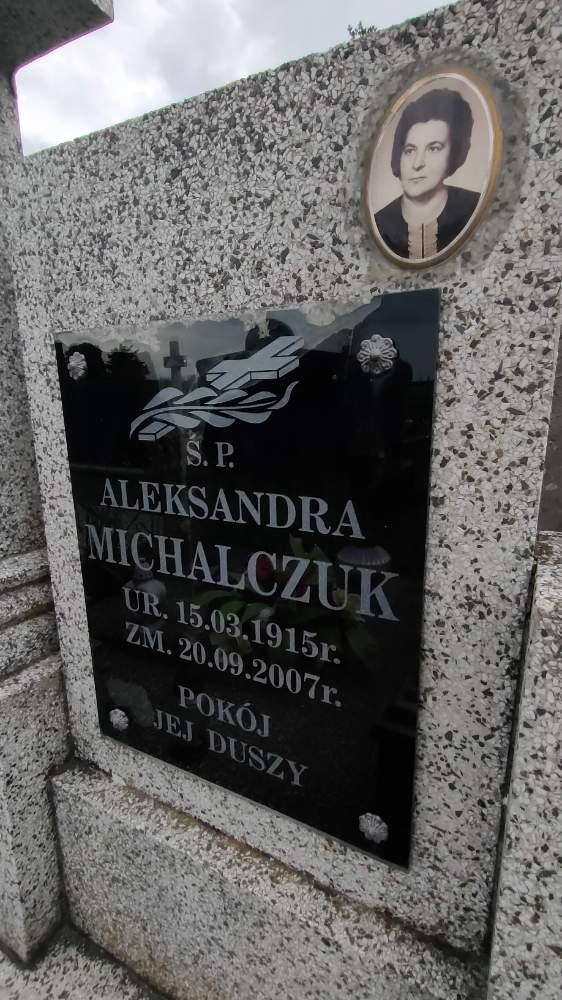 Ś. P.
ALEKSANDRA
MICHALCZUK
UR. 15.03.1915r.
ZM. 20.09.2007r.
POKÓJ
JEJ DUSZY